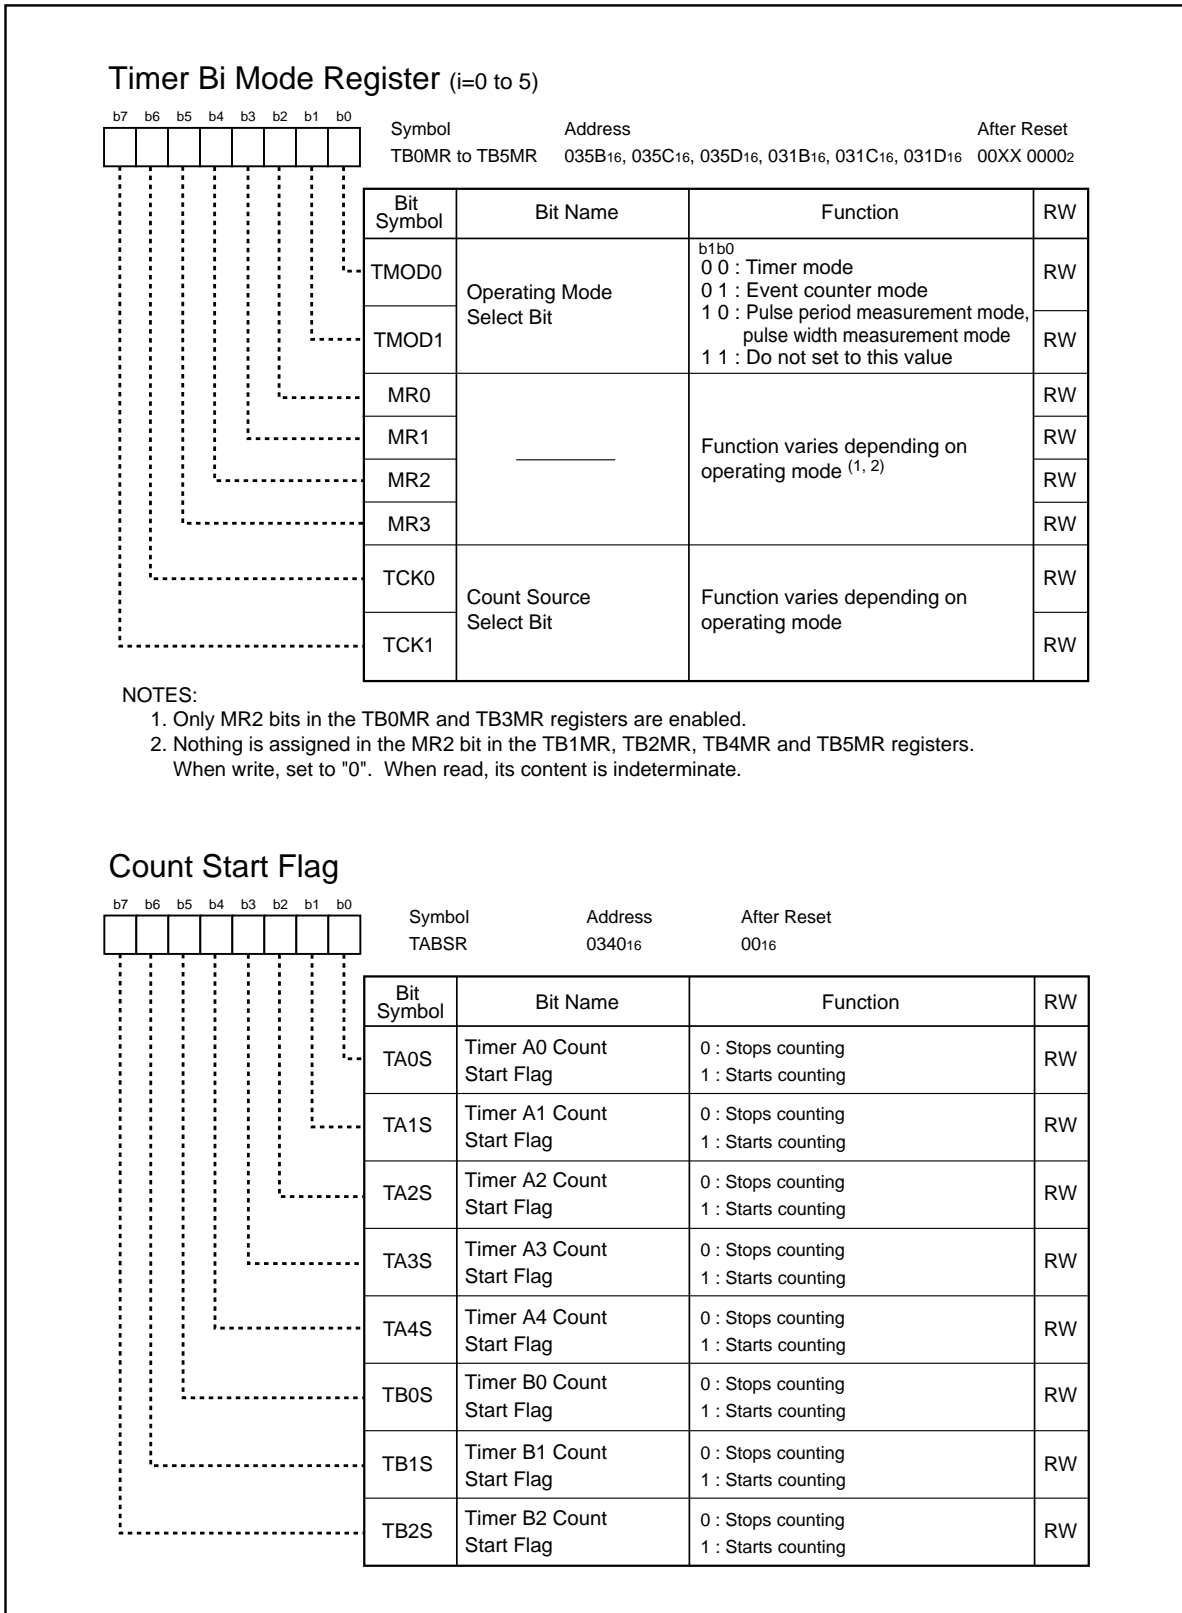 Timer Bi Mode Register (i=0 to 5)
b7 b6 b5 b4 b3 b2 b1 b0
Symbol Address After Reset
TB0MR to TB5MR 035B16, 035C16, 035D16, 031B16, 031C16, 031D16 00XX 00002
Bit Symbol Bit Name Function RW
TMOD0
TMOD1
Operating Mode
Select Bit
b1b0
0 0 : Timer mode
0 1 : Event counter mode
1 0 : Pulse period measurement mode,
pulse width measurement mode
1 1 : Do not set to this value
RW
RW
MR0
MR1
MR2
MR3
Function varies depending on
operating mode (1, 2)
RW
RW
RW
RW
TCK0
TCK1
Count Source
Select Bit
Function varies depending on
operating mode
RW
RW
NOTES:
1. Only MR2 bits in the TB0MR and TB3MR registers are enabled.
2. Nothing is assigned in the MR2 bit in the TB1MR, TB2MR, TB4MR and TB5MR registers.
When write, set to "0". When read, its content is indeterminate.
Count Start Flag
b7 b6 b5 b4 b3 b2 b1 b0
Symbol Address After Reset
TABSR 034016 0016
Bit Symbol Bit Name Function RW
TA0S
Timer A0 Count
Start Flag
0 : Stops counting
1 : Starts counting
RW
TA1S
Timer A1 Count
Start Flag
0 : Stops counting
1 : Starts counting
RW
TA2S
Timer A2 Count
Start Flag
0 : Stops counting
1 : Starts counting
RW
TA3S
Timer A3 Count
Start Flag
0 : Stops counting
1 : Starts counting
RW
TA4S
Timer A4 Count
Start Flag
0 : Stops counting
1 : Starts counting
RW
TB0S
Timer B0 Count
Start Flag
0 : Stops counting
1 : Starts counting
RW
TB1S
Timer B1 Count
Start Flag
0 : Stops counting
1 : Starts counting
RW
TB2S
Timer B2 Count
Start Flag
0 : Stops counting
1 : Starts counting
RW